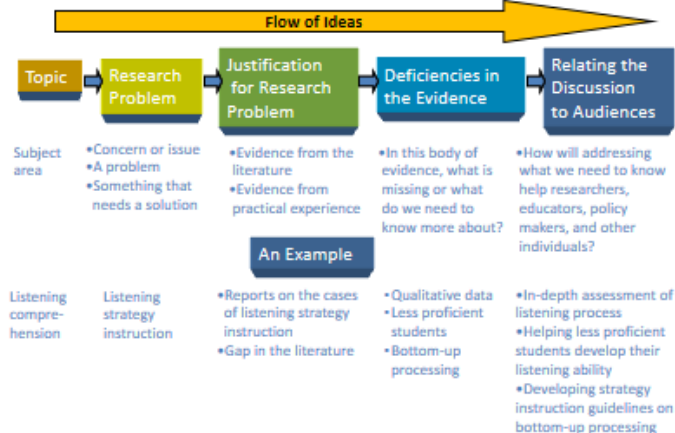 Flow of Ideas
Topic
Research
Problem
Justification
for Research
Problem
Deficiencies in
the Evidence
Relating the
Discussion
to Audiences
Subject
area
•Concern or issue
•A problem
•Something that
needs a solution
•Evidence from the
literature
•Evidence from
practical experience
•In this body of
evidence, what is
missing or what
do we need to
know more about?
•How will addressing
what we need to know
help researchers,
educators, policy
makers, and other
individuals?
An Example
Listening
compre-
hension
Listening
strategy
instruction
•Reports on the cases
of listening strategy
instruction
•Gap in the literature
•Qualitative data
•Less proficient
students
•Bottom-up
processing
•In-depth assessment of
listening process
•Helping less proficient
students develop their
listening ability
•Developing strategy
instruction guidelines on
bottom-up processing